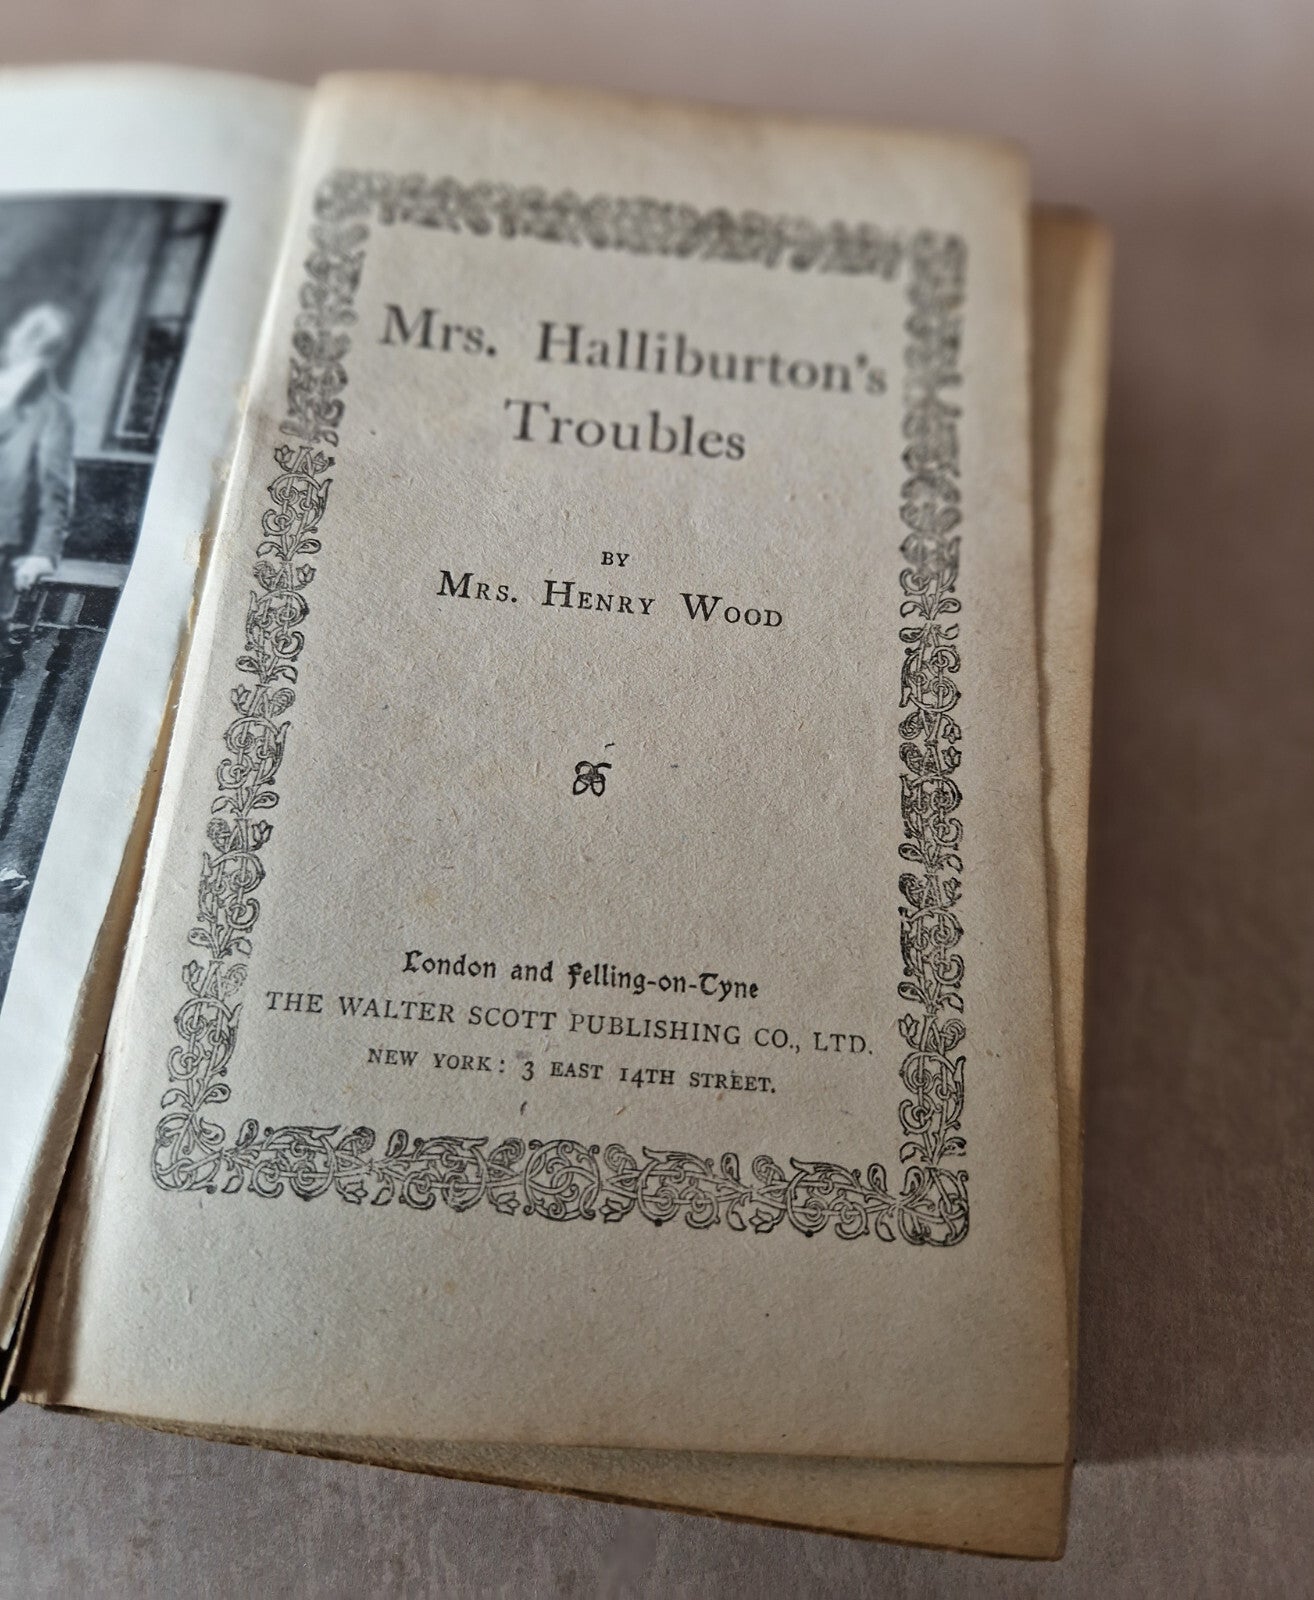 Mrs. Halliburton's
Troubles
BY
MRS. HENRY WOOD
London and Felling-on-Tyne
THE WALTER SCOTT PUBLISHING CO., LTD.
NEW YORK: 3 EAST 14TH STREET.